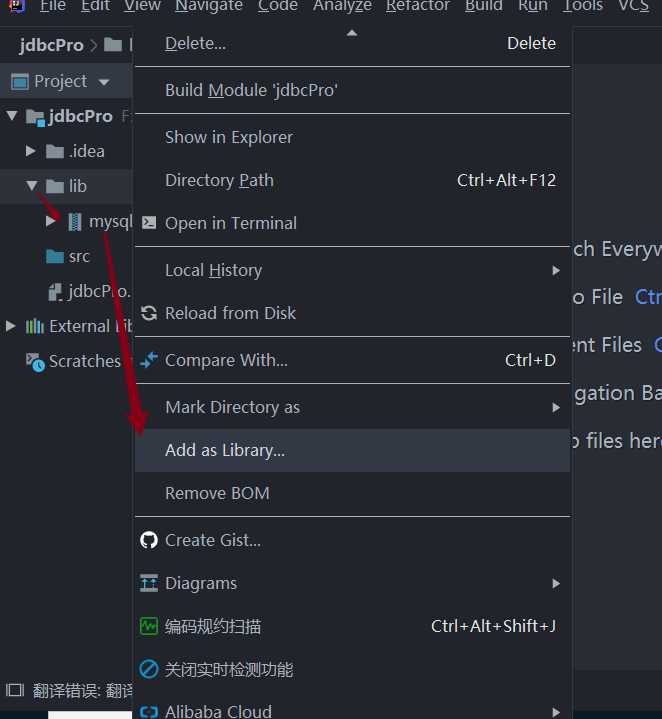 File Edit View Navigate Code Analyze Refactor Build Run Tools VCS
jdbcPro
Project
jdbcPro
.idea
lib
mysql
src
jdbcPro.
External Lib
Scratches
Delete... Delete
Build Module 'jdbcPro'
Show in Explorer
Directory Path Ctrl+Alt+F12
Open in Terminal
Local History
Reload from Disk
Compare With... Ctrl+D
Mark Directory as
Add as Library...
Remove BOM
Create Gist...
Diagrams
编码规约扫描 Ctrl+Alt+Shift+J
关闭实时检测功能
Alibaba Cloud
ch Everyw
o File Ctr
ent Files
gation Ba
files here
翻译错误: 翻译